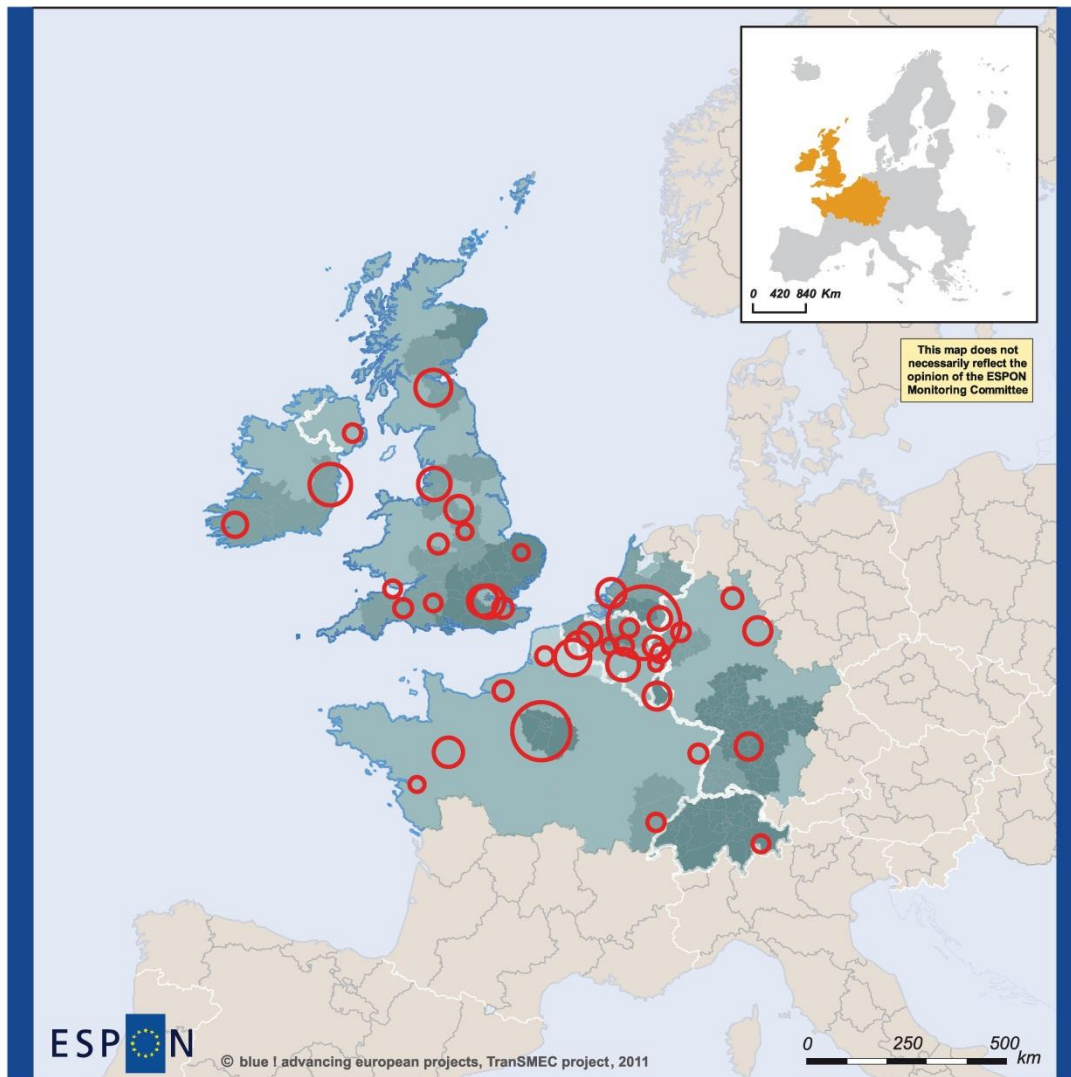 0 420 840 Km
This map does not
necessarily reflect the
opinion of the ESPON
Monitoring Committee
ESPON
© blue ! advancing european projects, TranSMEC project, 2011
0 250 500
km